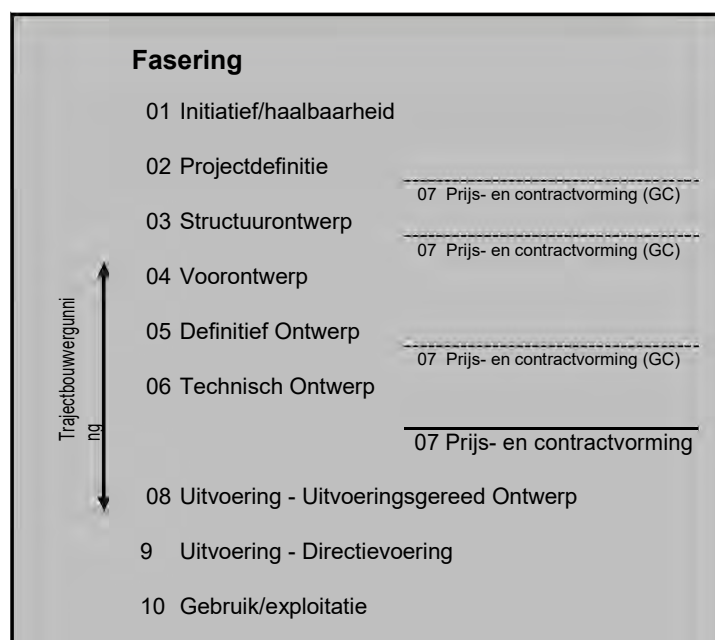 Fasering
01 Initiatief/haalbaarheid
02 Projectdefinitie
07 Prijs- en contractvorming (GC)
03 Structuurontwerp
07 Prijs- en contractvorming (GC)
04 Voorontwerp
05 Definitief Ontwerp
07 Prijs- en contractvorming (GC)
06 Technisch Ontwerp
Trajectbouwvergunni
ng
07 Prijs- en contractvorming
08 Uitvoering - Uitvoeringsgereed Ontwerp
9 Uitvoering - Directievoering
10 Gebruik/exploitatie